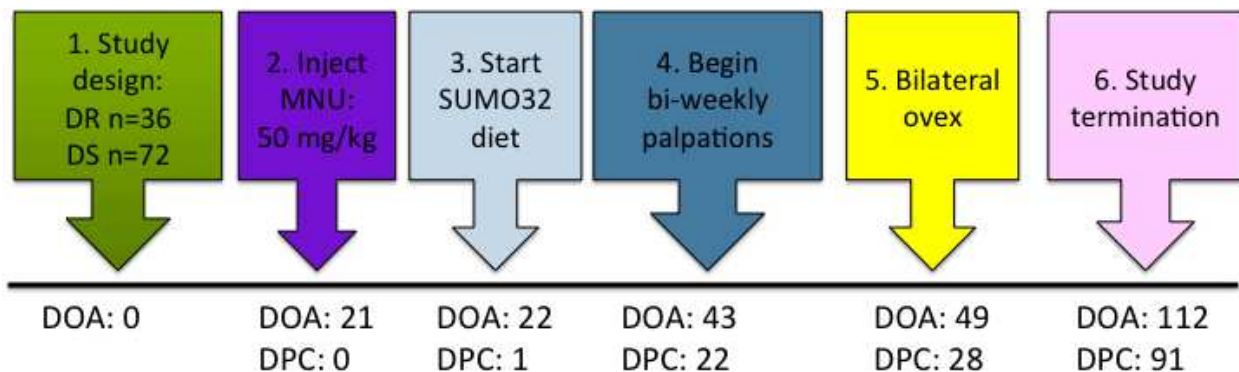 1. Study
design:
DR n=36
DS n=72
2. Inject
MNU:
50 mg/kg
3. Start
SUMO32
diet
4. Begin
bi-weekly
palpations
5. Bilateral
ovex
6. Study
termination
DOA: 0
DOA: 21
DPC: 0
DOA: 22
DPC: 1
DOA: 43
DPC: 22
DOA: 49
DPC: 28
DOA: 112
DPC: 91